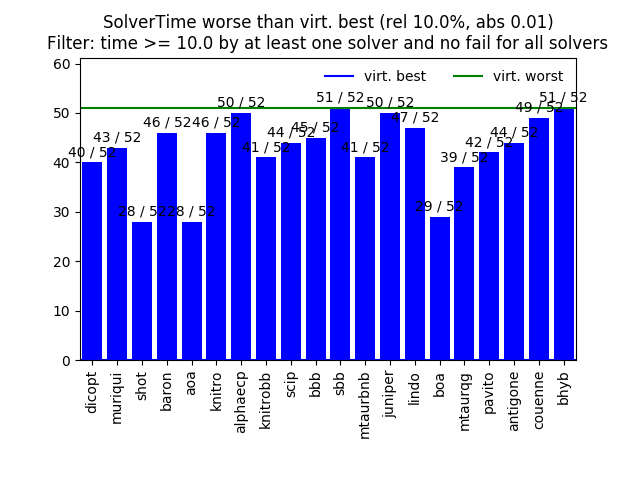 SolverTime worse than virt. best (rel 10.0%, abs 0.01)
Filter: time >= 10.0 by at least one solver and no fail for all solvers
virt. best
virt. worst
60
50
40
30
20
10
0
40 / 52
43 / 52
28 / 52
46 / 52
28 / 52
46 / 52
50 / 52
41 / 52
44 / 52
45 / 52
51 / 52
41 / 52
50 / 52
47 / 52
29 / 52
39 / 52
42 / 52
44 / 52
49 / 52
51 / 52
dicopt
muriqui
shot
baron
aoa
knitro
alphaecp
knitrobb
scip
bbb
sbb
mtaurbnb
juniper
lindo
boa
mtaurqg
pavito
antigone
couenne
bhyb